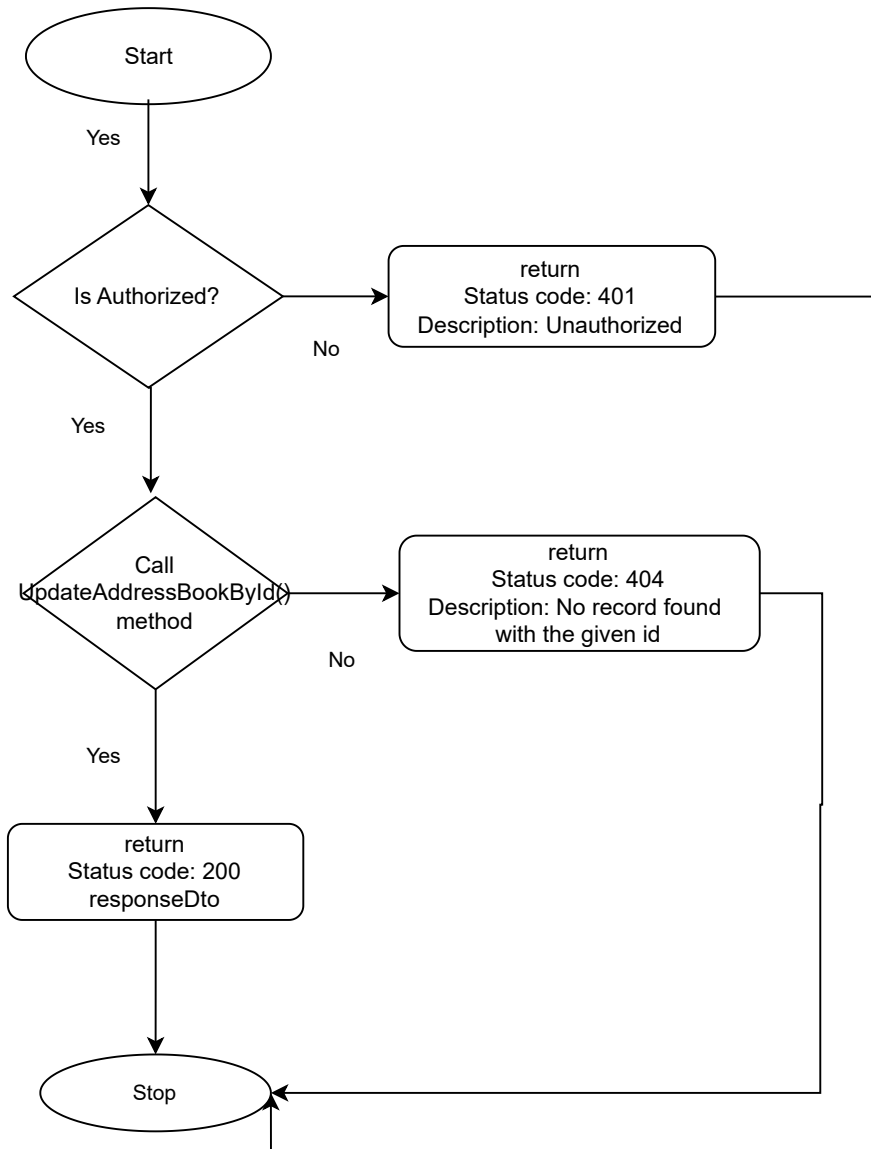 Start
Yes
Is Authorized?
return
Status code: 401
Description: Unauthorized
No
Yes
Call
UpdateAddressBookById()
method
return
Status code: 404
Description: No record found
with the given id
No
Yes
return
Status code: 200
responseDto
Stop